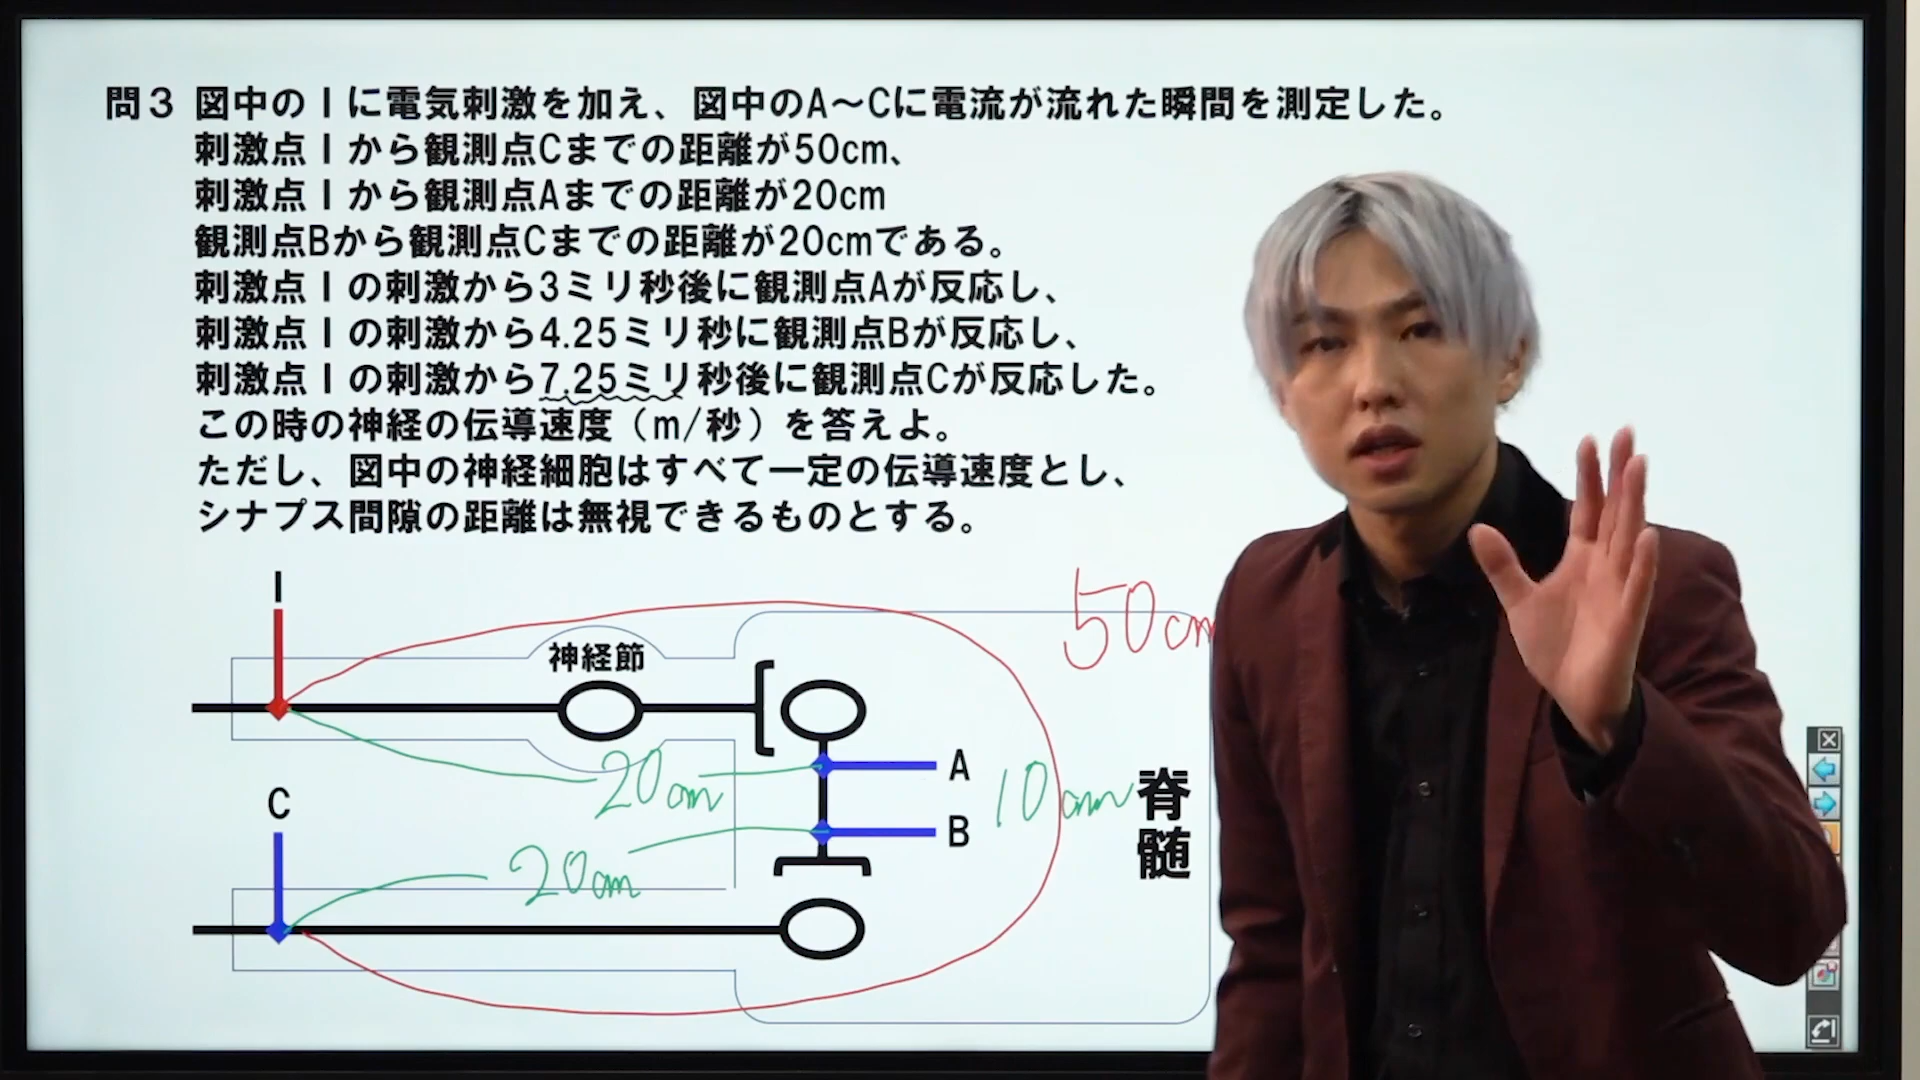 問3 図中のIに電気刺激を加え、図中のA～Cに電流が流れた瞬間を測定した。
刺激点Iから観測点Cまでの距離が50cm、
刺激点Iから観測点Aまでの距離が20cm
観測点Bから観測点Cまでの距離が20cmである。
刺激点Iの刺激から3ミリ秒後に観測点Aが反応し、
刺激点Iの刺激から4.25ミリ秒に観測点Bが反応し、
刺激点Iの刺激から7.25ミリ秒後に観測点Cが反応した。
この時の神経の伝導速度（m/秒）を答えよ。
ただし、図中の神経細胞はすべて一定の伝導速度とし、
シナプス間隙の距離は無視できるものとする。
I
50cm
神経節
20cm
A
10cm
C
B
20cm
脊髄